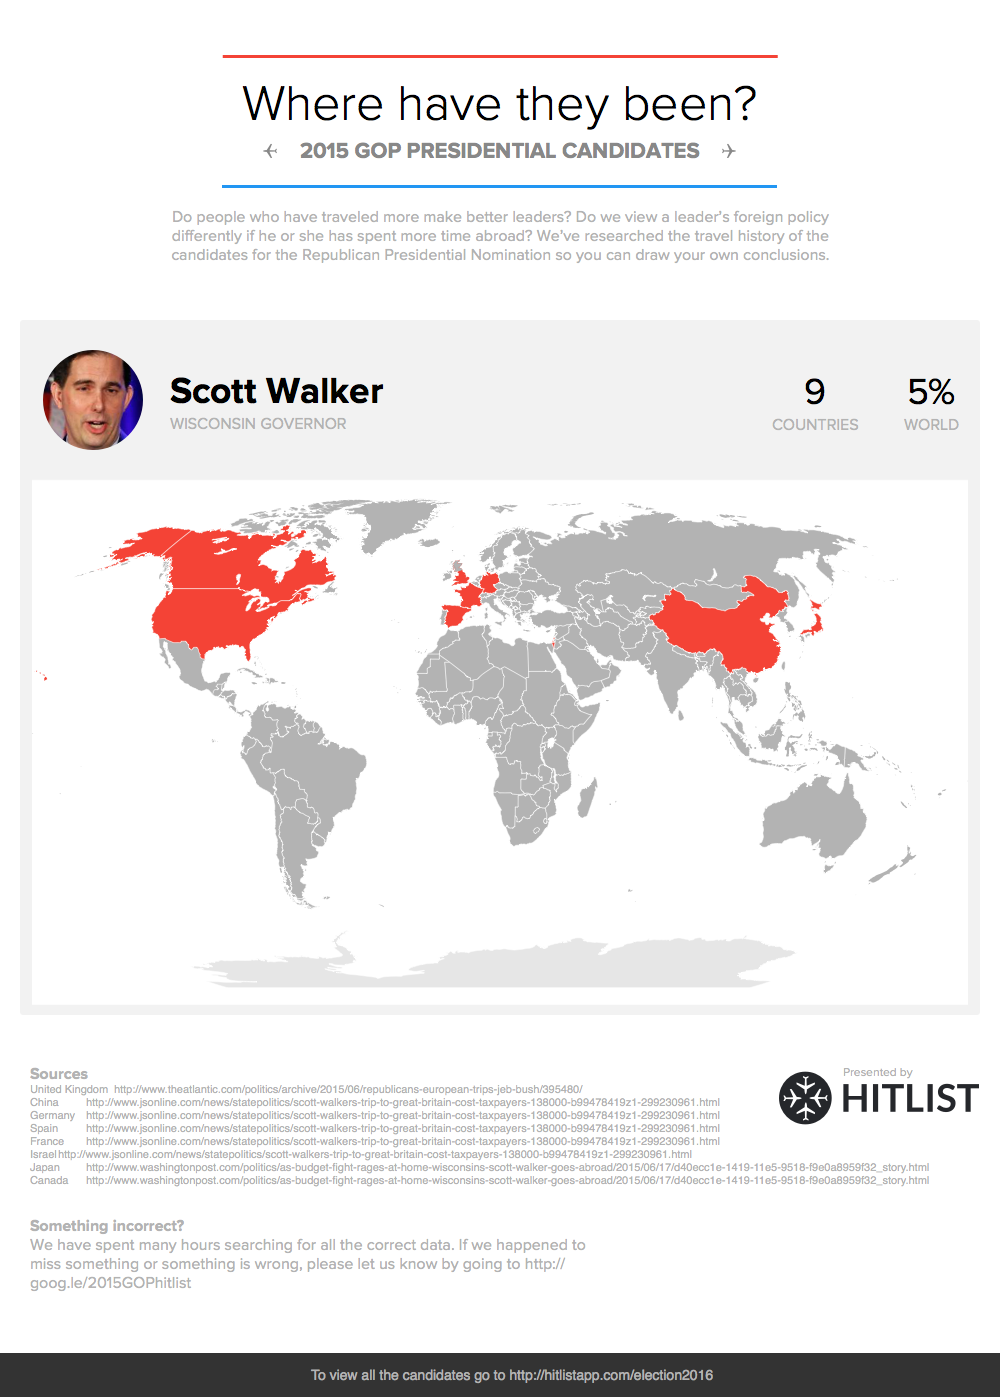 Where have they been?
2015 GOP PRESIDENTIAL CANDIDATES
Do people who have traveled more make better leaders? Do we view a leader's foreign policy
differently if he or she has spent more time abroad? We've researched the travel history of the
candidates for the Republican Presidential Nomination so you can draw your own conclusions.
Scott Walker
WISCONSIN GOVERNOR
9
COUNTRIES
5%
WORLD
Sources
United Kingdom http://www.theatlantic.com/politics/archive/2015/06/republicans-european-trips-jeb-bush/395480/
China http://www.jsonline.com/news/statepolitics/scott-walkers-trip-to-great-britain-cost-taxpayers-138000-b99478419z1-299230961.html
Germany http://www.jsonline.com/news/statepolitics/scott-walkers-trip-to-great-britain-cost-taxpayers-138000-b99478419z1-299230961.html
Spain http://www.jsonline.com/news/statepolitics/scott-walkers-trip-to-great-britain-cost-taxpayers-138000-b99478419z1-299230961.html
France http://www.jsonline.com/news/statepolitics/scott-walkers-trip-to-great-britain-cost-taxpayers-138000-b99478419z1-299230961.html
Israel http://www.jsonline.com/news/statepolitics/scott-walkers-trip-to-great-britain-cost-taxpayers-138000-b99478419z1-299230961.html
Japan http://www.washingtonpost.com/politics/as-budget-fight-rages-at-home-wisconsins-scott-walker-goes-abroad/2015/06/17/d40ecc1e-1419-11e5-9518-f9e0a8959f32_story.html
Canada http://www.washingtonpost.com/politics/as-budget-fight-rages-at-home-wisconsins-scott-walker-goes-abroad/2015/06/17/d40ecc1e-1419-11e5-9518-f9e0a8959f32_story.html
Presented by
HITLIST
Something incorrect?
We have spent many hours searching for all the correct data. If we happened to
miss something or something is wrong, please let us know by going to http://
goog.le/2015GOPhitlist
To view all the candidates go to http://hitlistapp.com/election2016